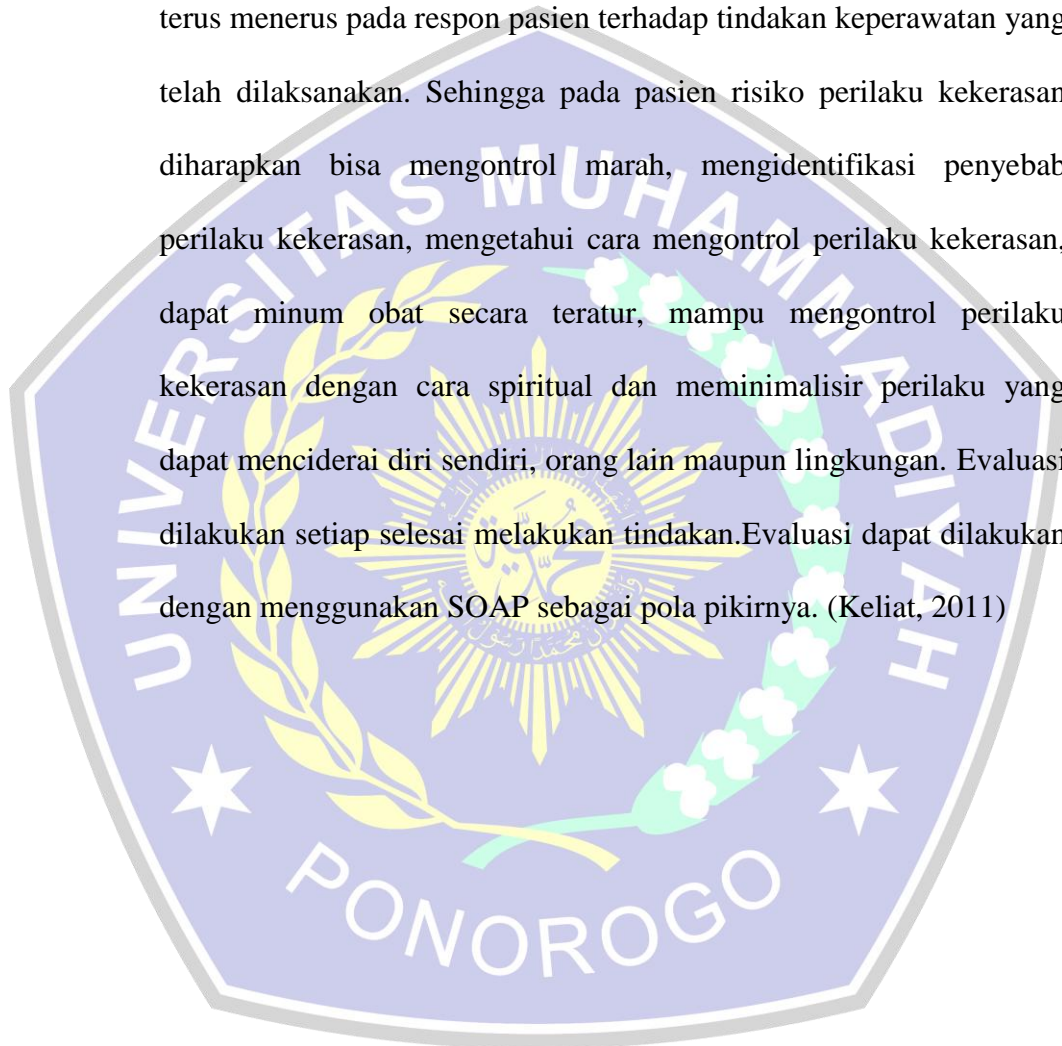 terus menerus pada respon pasien terhadap tindakan keperawatan yang
telah dilaksanakan. Sehingga pada pasien risiko perilaku kekerasan
diharapkan bisa mengontrol marah, mengidentifikasi penyebab
perilaku kekerasan, mengetahui cara mengontrol perilaku kekerasan,
dapat minum obat secara teratur, mampu mengontrol perilaku
kekerasan dengan cara spiritual dan meminimalisir perilaku yang
dapat menciderai diri sendiri, orang lain maupun lingkungan. Evaluasi
dilakukan setiap selesai melakukan tindakan.Evaluasi dapat dilakukan
dengan menggunakan SOAP sebagai pola pikirnya. (Keliat, 2011)
UNIVERSITAS MUHAMMADIYAH
PONOROGO